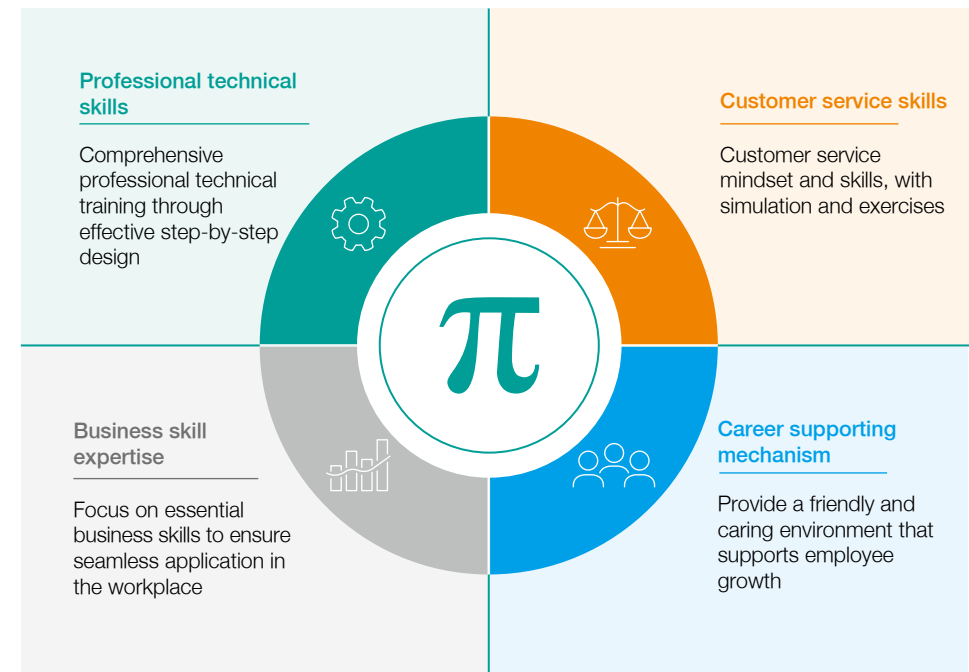 Professional technical
skills
Comprehensive
professional technical
training through
effective step-by-step
design
Customer service skills
Customer service
mindset and skills, with
simulation and exercises
π
Business skill
expertise
Focus on essential
business skills to ensure
seamless application in
the workplace
Career supporting
mechanism
Provide a friendly and
caring environment that
supports employee
growth